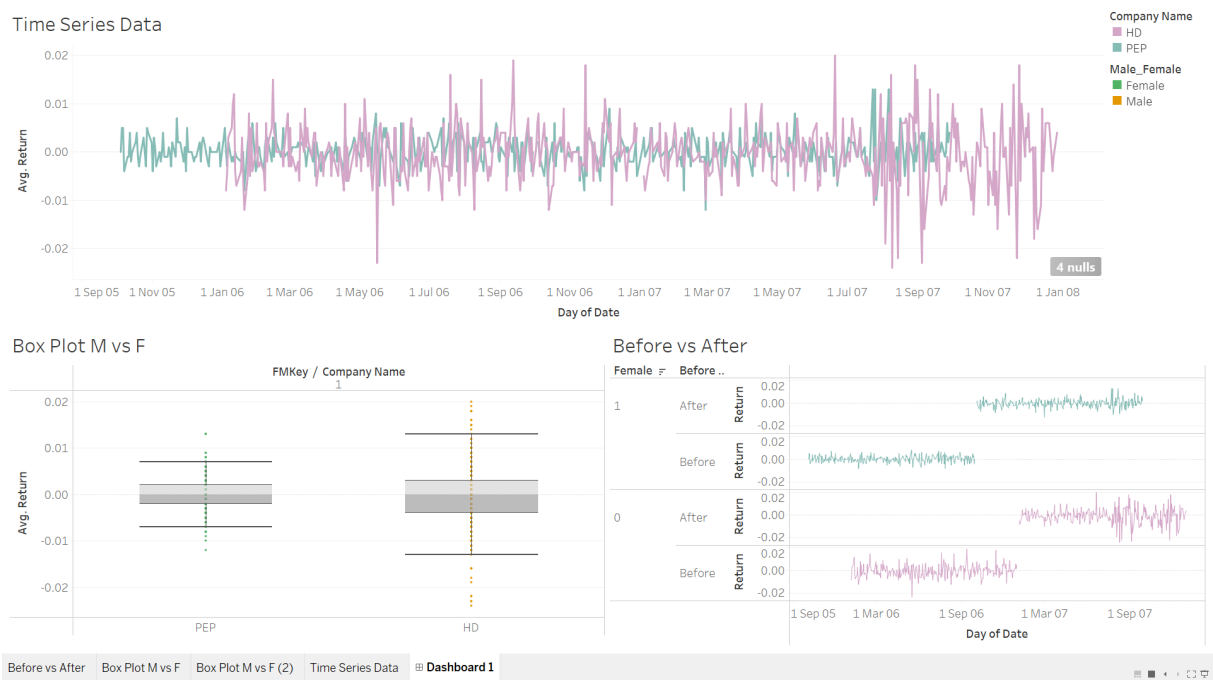 Time Series Data
Company Name
HD
PEP
Male_Female
Female
Male
Avg. Return
0.02
0.01
0.00
-0.01
-0.02
4 nulls
1 Sep 05 1 Nov 05 1 Jan 06 1 Mar 06 1 May 06 1 Jul 06 1 Sep 06 1 Nov 06 1 Jan 07 1 Mar 07 1 May 07 1 Jul 07 1 Sep 07 1 Nov 07 1 Jan 08
Day of Date
Box Plot M vs F
FMKey / Company Name
1
Avg. Return
0.02
0.01
0.00
-0.01
-0.02
PEP HD
Before vs After
Female Before ..
1 After Return 0.02
0.00
-0.02
Before Return 0.02
0.00
-0.02
0 After Return 0.02
0.00
-0.02
Before Return 0.02
0.00
-0.02
1 Sep 05 1 Mar 06 1 Sep 06 1 Mar 07 1 Sep 07
Day of Date
Before vs After Box Plot M vs F Box Plot M vs F (2) Time Series Data Dashboard 1